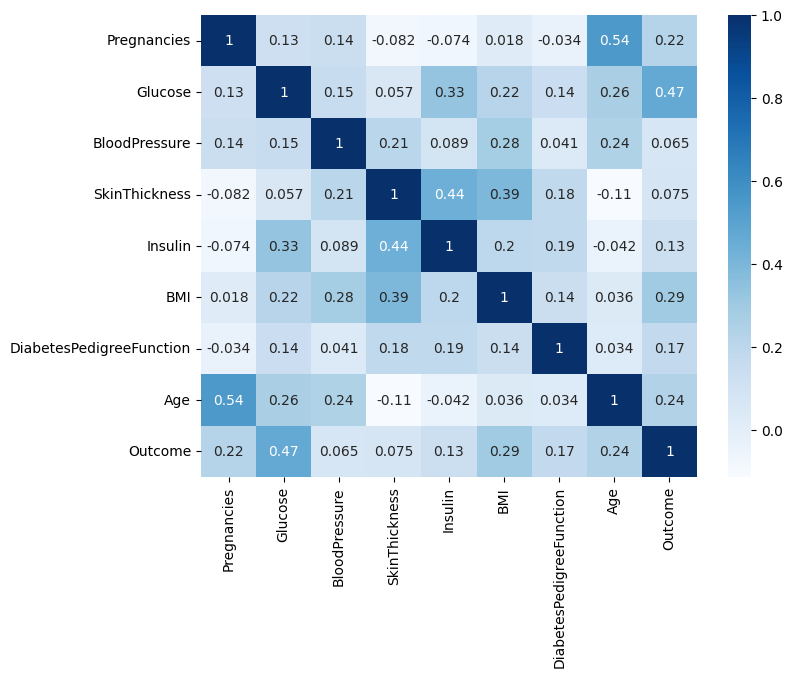 Pregnancies 1 0.13 0.14 -0.082 -0.074 0.018 -0.034 0.54 0.22
Glucose 0.13 1 0.15 0.057 0.33 0.22 0.14 0.26 0.47
BloodPressure 0.14 0.15 1 0.21 0.089 0.28 0.041 0.24 0.065
SkinThickness -0.082 0.057 0.21 1 0.44 0.39 0.18 -0.11 0.075
Insulin -0.074 0.33 0.089 0.44 1 0.2 0.19 -0.042 0.13
BMI 0.018 0.22 0.28 0.39 0.2 1 0.14 0.036 0.29
DiabetesPedigreeFunction -0.034 0.14 0.041 0.18 0.19 0.14 1 0.034 0.17
Age 0.54 0.26 0.24 -0.11 -0.042 0.036 0.034 1 0.24
Outcome 0.22 0.47 0.065 0.075 0.13 0.29 0.17 0.24 1
Pregnancies
Glucose
BloodPressure
SkinThickness
Insulin
BMI
DiabetesPedigreeFunction
Age
Outcome
1.0
0.8
0.6
0.4
0.2
0.0